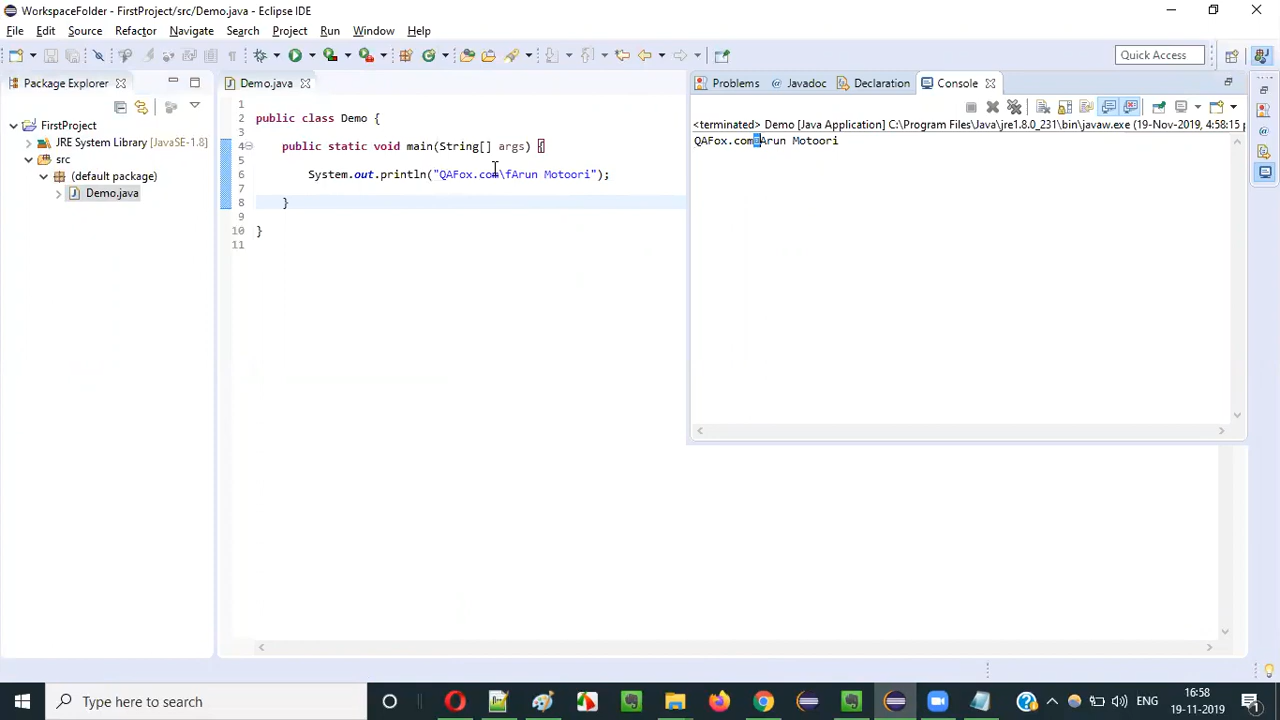 WorkspaceFolder - FirstProject/src/Demo.java - Eclipse IDE
File Edit Source Refactor Navigate Search Project Run Window Help
Quick Access
Package Explorer
FirstProject
JRE System Library [JavaSE-1.8]
src
(default package)
Demo.java
Demo.java
1
2 public class Demo {
3
4 public static void main(String[] args) {
5
6 System.out.println("QAFox.com\fArun Motoori");
7
8 }
9
10 }
11
Problems Javadoc Declaration Console
<terminated> Demo [Java Application] C:\Program Files\Java\jre1.8.0_231\bin\javaw.exe (19-Nov-2019, 4:58:15 p
QAFox.com Arun Motoori
Type here to search
ENG
16:58
19-11-2019
1